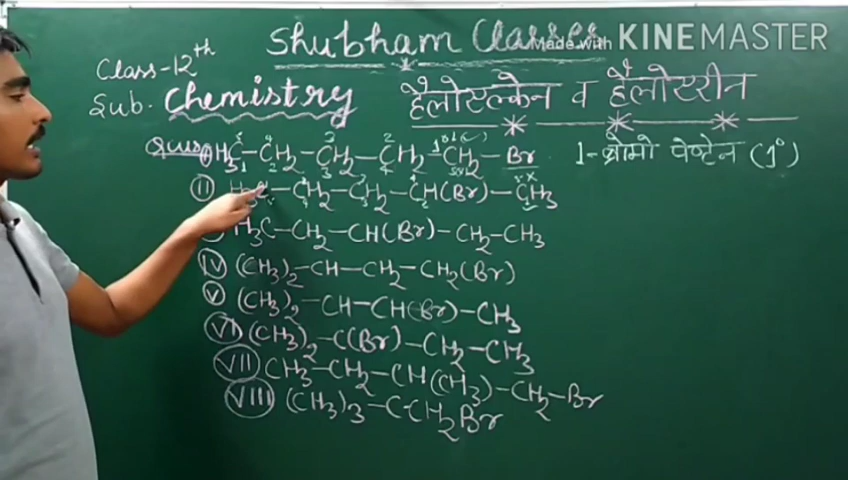 Shubham Classes
Made with KINEMASTER
Class-12th
Sub. Chemistry हैलोएल्केन व हैलोएरीन
Ques (I) H3C–CH2–CH2–CH2–CH2–Br 1-ब्रोमो पेण्टेन (1°)
(II) –CH2–CH2–CH(Br)–CH3
H3C–CH2–CH(Br)–CH2–CH3
(IV) (CH3)2–CH–CH2–CH2(Br)
(V) (CH3)2–CH–CH(Br)–CH3
(VI) (CH3)2–C(Br)–CH2–CH3
(VII) CH3–CH2–CH(CH3)–CH2–Br
(VIII) (CH3)3–C–CH2Br